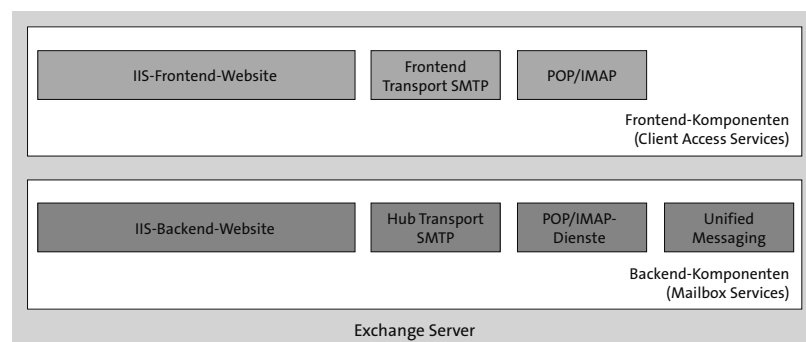 IIS-Frontend-Website
Frontend
Transport SMTP
POP/IMAP
Frontend-Komponenten
(Client Access Services)
IIS-Backend-Website
Hub Transport
SMTP
POP/IMAP-
Dienste
Unified
Messaging
Backend-Komponenten
(Mailbox Services)
Exchange Server